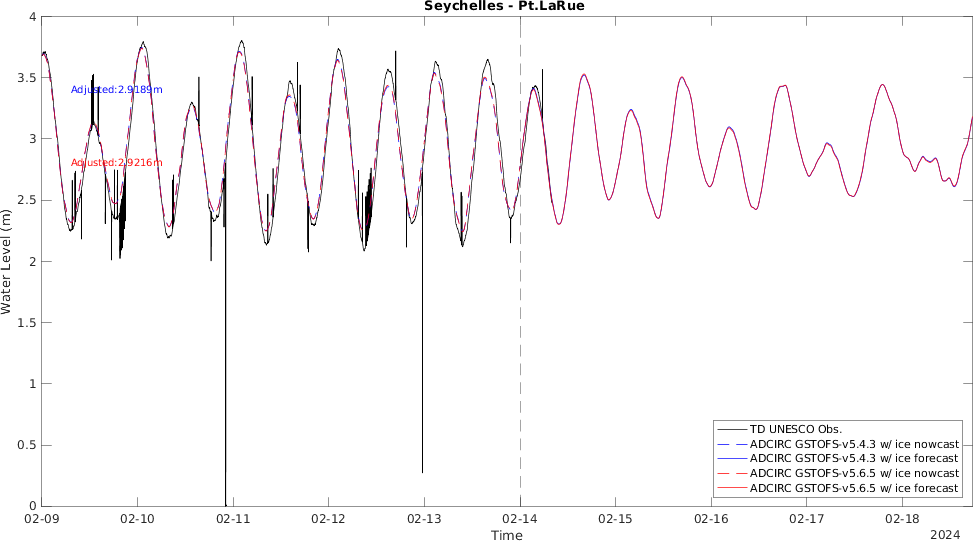 Seychelles - Pt.LaRue
4
3.5
3
2.5
2
1.5
1
0.5
0
Water Level (m)
Adjusted:2.9189m
Adjusted:2.9216m
TD UNESCO Obs.
ADCIRC GSTOFS-v5.4.3 w/ ice nowcast
ADCIRC GSTOFS-v5.4.3 w/ ice forecast
ADCIRC GSTOFS-v5.6.5 w/ ice nowcast
ADCIRC GSTOFS-v5.6.5 w/ ice forecast
02-09 02-10 02-11 02-12 02-13 02-14 02-15 02-16 02-17 02-18
Time
2024